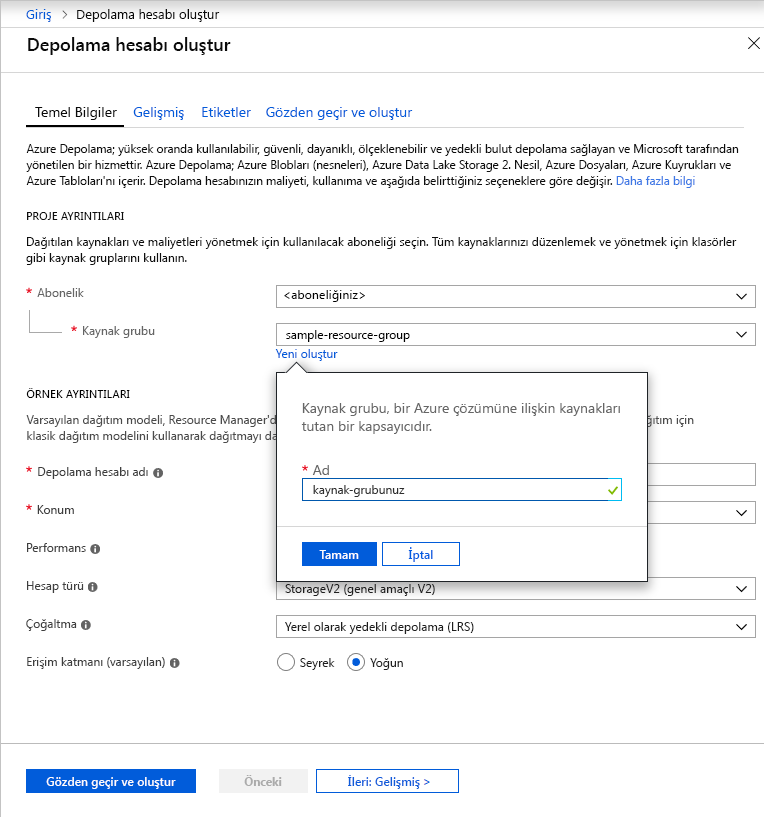 Giriş > Depolama hesabı oluştur
Depolama hesabı oluştur
Temel Bilgiler Gelişmiş Etiketler Gözden geçir ve oluştur
Azure Depolama; yüksek oranda kullanılabilir, güvenli, dayanıklı, ölçeklenebilir ve yedekli bulut depolama sağlayan ve Microsoft tarafından
yönetilen bir hizmettir. Azure Depolama; Azure Blobları (nesneleri), Azure Data Lake Storage 2. Nesil, Azure Dosyaları, Azure Kuyrukları ve
Azure Tabloları'nı içerir. Depolama hesabınızın maliyeti, kullanıma ve aşağıda belirttiğiniz seçeneklere göre değişir. Daha fazla bilgi
PROJE AYRINTILARI
Dağıtılan kaynakları ve maliyetleri yönetmek için kullanılacak aboneliği seçin. Tüm kaynaklarınızı düzenlemek ve yönetmek için klasörler
gibi kaynak gruplarını kullanın.
* Abonelik <aboneliğiniz>
* Kaynak grubu sample-resource-group
Yeni oluştur
ÖRNEK AYRINTILARI
Varsayılan dağıtım modeli, Resource Manager'd ğıtım için
klasik dağıtım modelini kullanarak dağıtmayı da
Kaynak grubu, bir Azure çözümüne ilişkin kaynakları
tutan bir kapsayıcıdır.
* Ad
kaynak-grubunuz
Tamam İptal
* Depolama hesabı adı
* Konum
Performans
Hesap türü StorageV2 (genel amaçlı V2)
Çoğaltma Yerel olarak yedekli depolama (LRS)
Erişim katmanı (varsayılan) Seyrek Yoğun
Gözden geçir ve oluştur Önceki İleri: Gelişmiş >